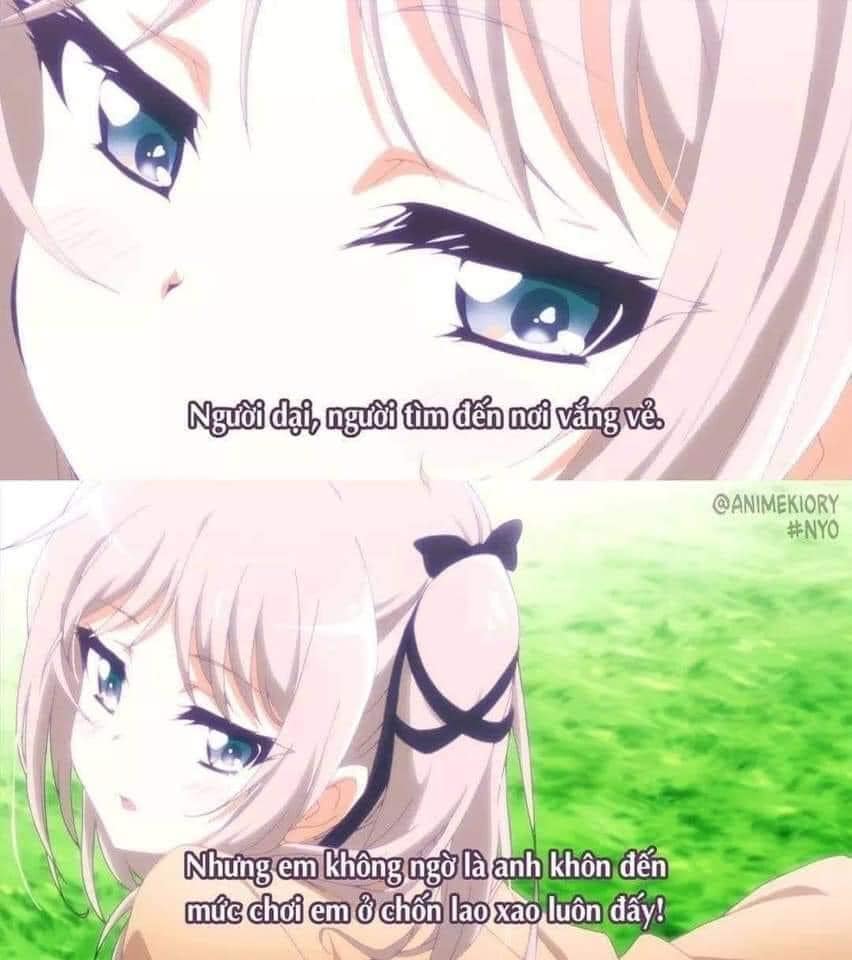 Người dại, người tìm đến nơi vắng vẻ.
@ANIMEKIORY
#NYO
Nhưng em không ngờ là anh khôn đến
mức chơi em ở chốn lao xao luôn đấy!